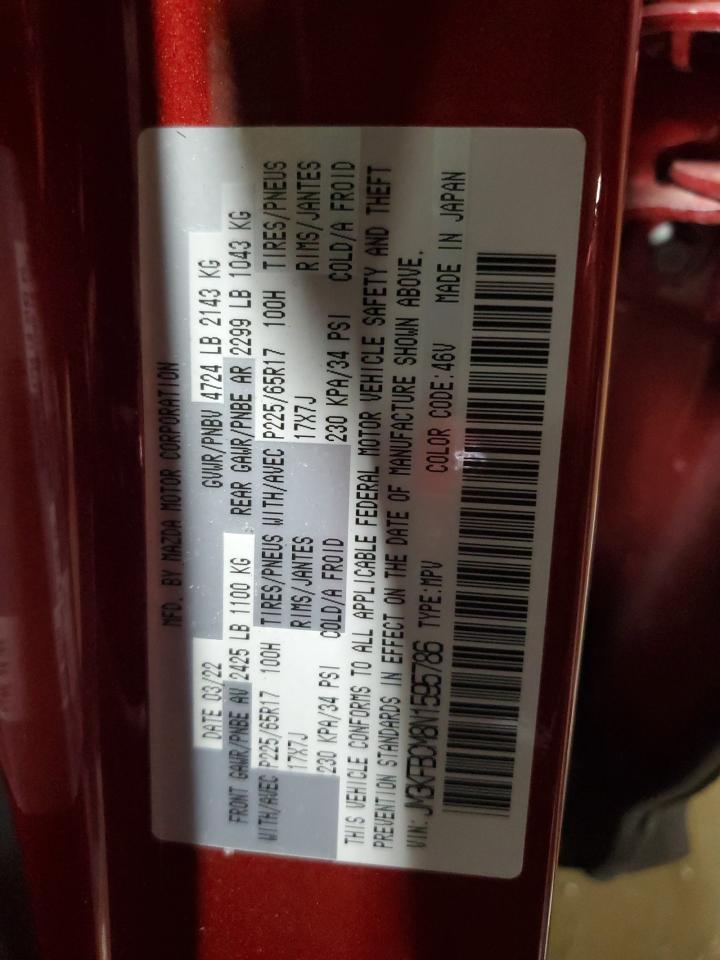 MFD. BY MAZDA MOTOR CORPORATION
DATE 03/22 GVWR/PNBV 4724 LB 2143 KG
FRONT GAWR/PNBE AV 2425 LB 1100 KG REAR GAWR/PNBE AR 2299 LB 1043 KG
WITH/AVEC P225/65R17 100H TIRES/PNEUS WITH/AVEC P225/65R17 100H TIRES/PNEUS
17X7J RIMS/JANTES 17X7J RIMS/JANTES
230 KPA/34 PSI COLD/A FROID 230 KPA/34 PSI COLD/A FROID
THIS VEHICLE CONFORMS TO ALL APPLICABLE FEDERAL MOTOR VEHICLE SAFETY AND THEFT
PREVENTION STANDARDS IN EFFECT ON THE DATE OF MANUFACTURE SHOWN ABOVE.
VIN: JM3KFBCM8N1595786 TYPE:MPV COLOR CODE:46V MADE IN JAPAN